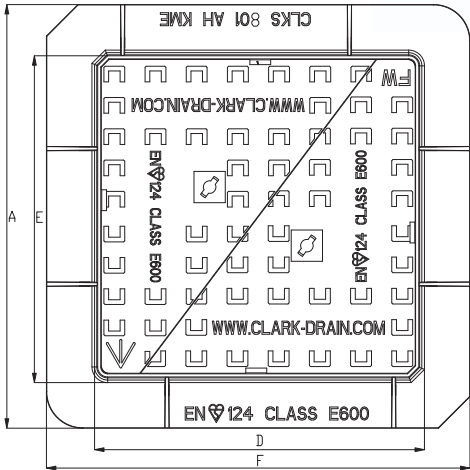 CLKS 801 AH KME
FW
WWW.CLARK-DRAIN.COM
EN 124 CLASS E600
EN 124 CLASS E600
A
E
WWW.CLARK-DRAIN.COM
EN 124 CLASS E600
D
F